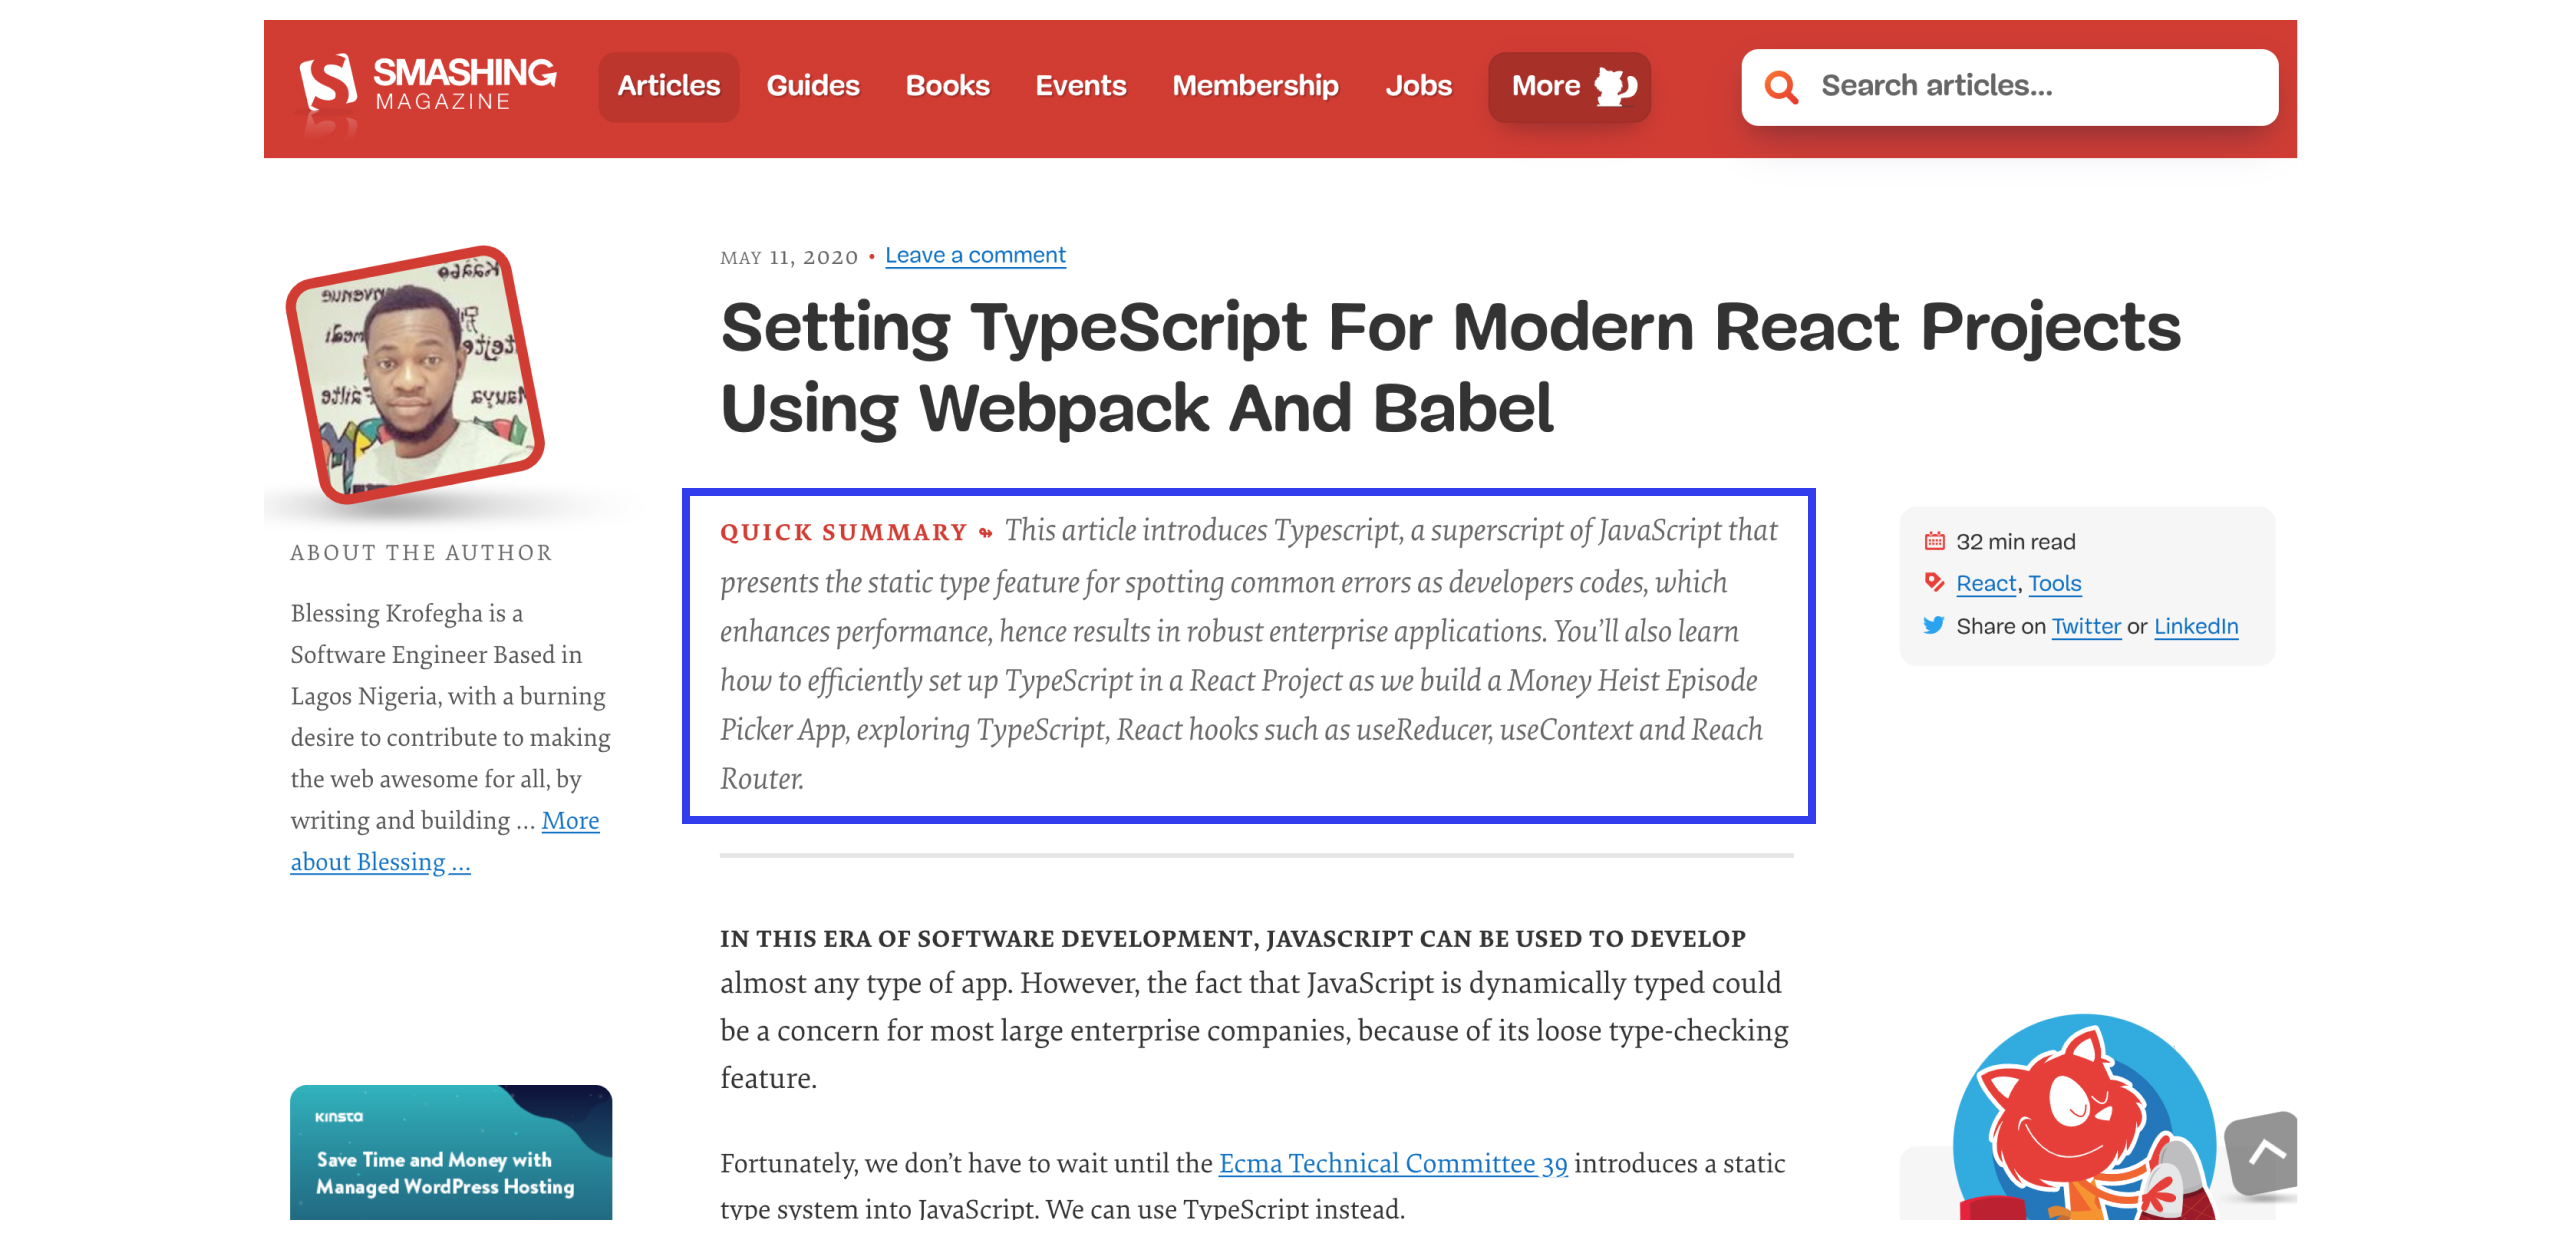 SMASHING
MAGAZINE
Articles
Guides
Books
Events
Membership
Jobs
More
Search articles...
MAY 11, 2020 • Leave a comment
Setting TypeScript For Modern React Projects
Using Webpack And Babel
ABOUT THE AUTHOR
Blessing Krofegha is a
Software Engineer Based in
Lagos Nigeria, with a burning
desire to contribute to making
the web awesome for all, by
writing and building … More
about Blessing …
QUICK SUMMARY ↬ This article introduces Typescript, a superscript of JavaScript that
presents the static type feature for spotting common errors as developers codes, which
enhances performance, hence results in robust enterprise applications. You’ll also learn
how to efficiently set up TypeScript in a React Project as we build a Money Heist Episode
Picker App, exploring TypeScript, React hooks such as useReducer, useContext and Reach
Router.
32 min read
React, Tools
Share on Twitter or LinkedIn
IN THIS ERA OF SOFTWARE DEVELOPMENT, JAVASCRIPT CAN BE USED TO DEVELOP
almost any type of app. However, the fact that JavaScript is dynamically typed could
be a concern for most large enterprise companies, because of its loose type-checking
feature.
Fortunately, we don’t have to wait until the Ecma Technical Committee 39 introduces a static
type system into JavaScript. We can use TypeScript instead.
KINSTA
Save Time and Money with
Managed WordPress Hosting